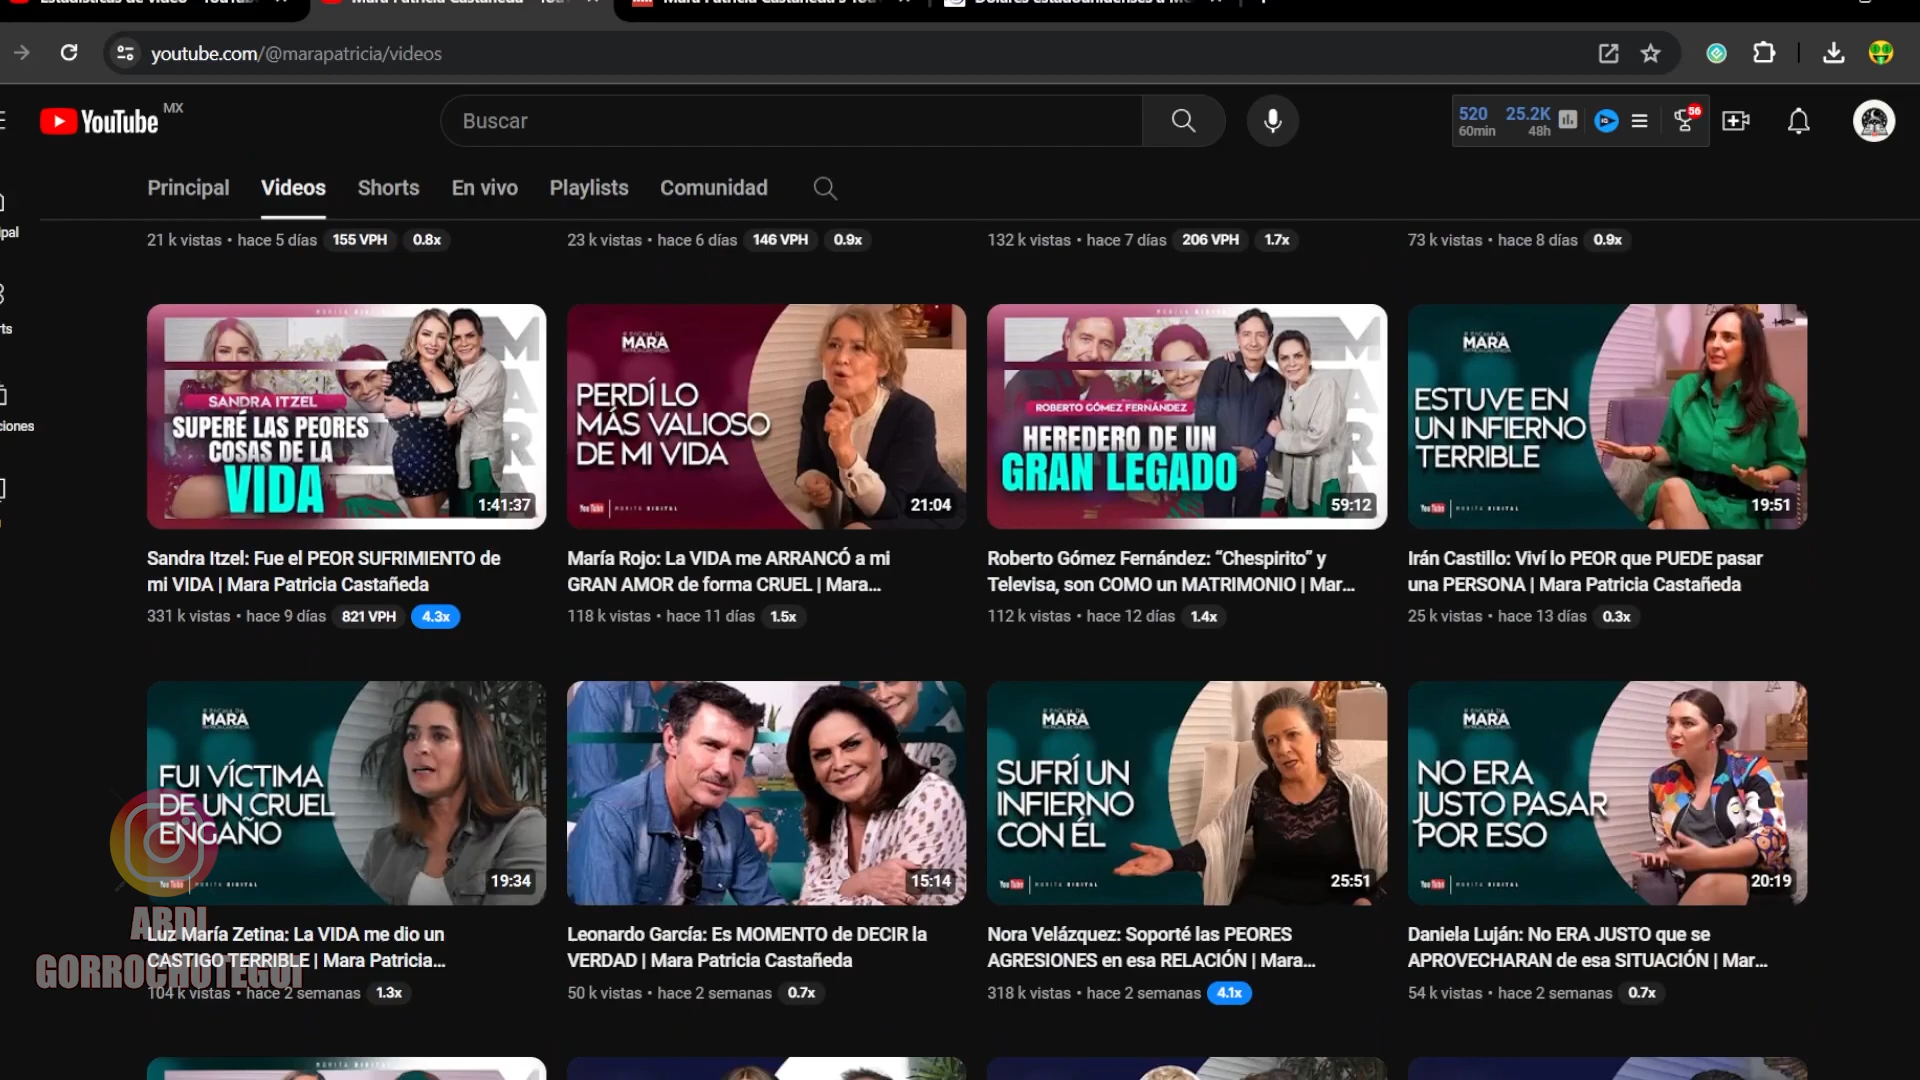 youtube.com/@marapatricia/videos
YouTube MX
Buscar
520
60min
25.2K
48h
56
Principal
Videos
Shorts
En vivo
Playlists
Comunidad
21 k vistas • hace 5 días 155 VPH 0.8x
23 k vistas • hace 6 días 146 VPH 0.9x
132 k vistas • hace 7 días 206 VPH 1.7x
73 k vistas • hace 8 días 0.9x
SANDRA ITZEL
SUPERÉ LAS PEORES
COSAS DE LA
VIDA
1:41:37
MARA
PERDÍ LO
MÁS VALIOSO
DE MI VIDA
21:04
ROBERTO GÓMEZ FERNÁNDEZ
HEREDERO DE UN
GRAN LEGADO
59:12
MARA
ESTUVE EN
UN INFIERNO
TERRIBLE
19:51
Sandra Itzel: Fue el PEOR SUFRIMIENTO de
mi VIDA | Mara Patricia Castañeda
331 k vistas • hace 9 días 821 VPH 4.3x
María Rojo: La VIDA me ARRANCÓ a mi
GRAN AMOR de forma CRUEL | Mara...
118 k vistas • hace 11 días 1.5x
Roberto Gómez Fernández: “Chespirito” y
Televisa, son COMO un MATRIMONIO | Mar...
112 k vistas • hace 12 días 1.4x
Irán Castillo: Viví lo PEOR que PUEDE pasar
una PERSONA | Mara Patricia Castañeda
25 k vistas • hace 13 días 0.3x
MARA
FUI VÍCTIMA
DE UN CRUEL
ENGAÑO
19:34
15:14
MARA
SUFRÍ UN
INFIERNO
CON ÉL
25:51
MARA
NO ERA
JUSTO PASAR
POR ESO
20:19
Luz María Zetina: La VIDA me dio un
CASTIGO TERRIBLE | Mara Patricia...
104 k vistas • hace 2 semanas 1.3x
Leonardo García: Es MOMENTO de DECIR la
VERDAD | Mara Patricia Castañeda
50 k vistas • hace 2 semanas 0.7x
Nora Velázquez: Soporté las PEORES
AGRESIONES en esa RELACIÓN | Mara...
318 k vistas • hace 2 semanas 4.1x
Daniela Luján: No ERA JUSTO que se
APROVECHARAN de esa SITUACIÓN | Mar...
54 k vistas • hace 2 semanas 0.7x
ABDI
GORROCHOTEGUI